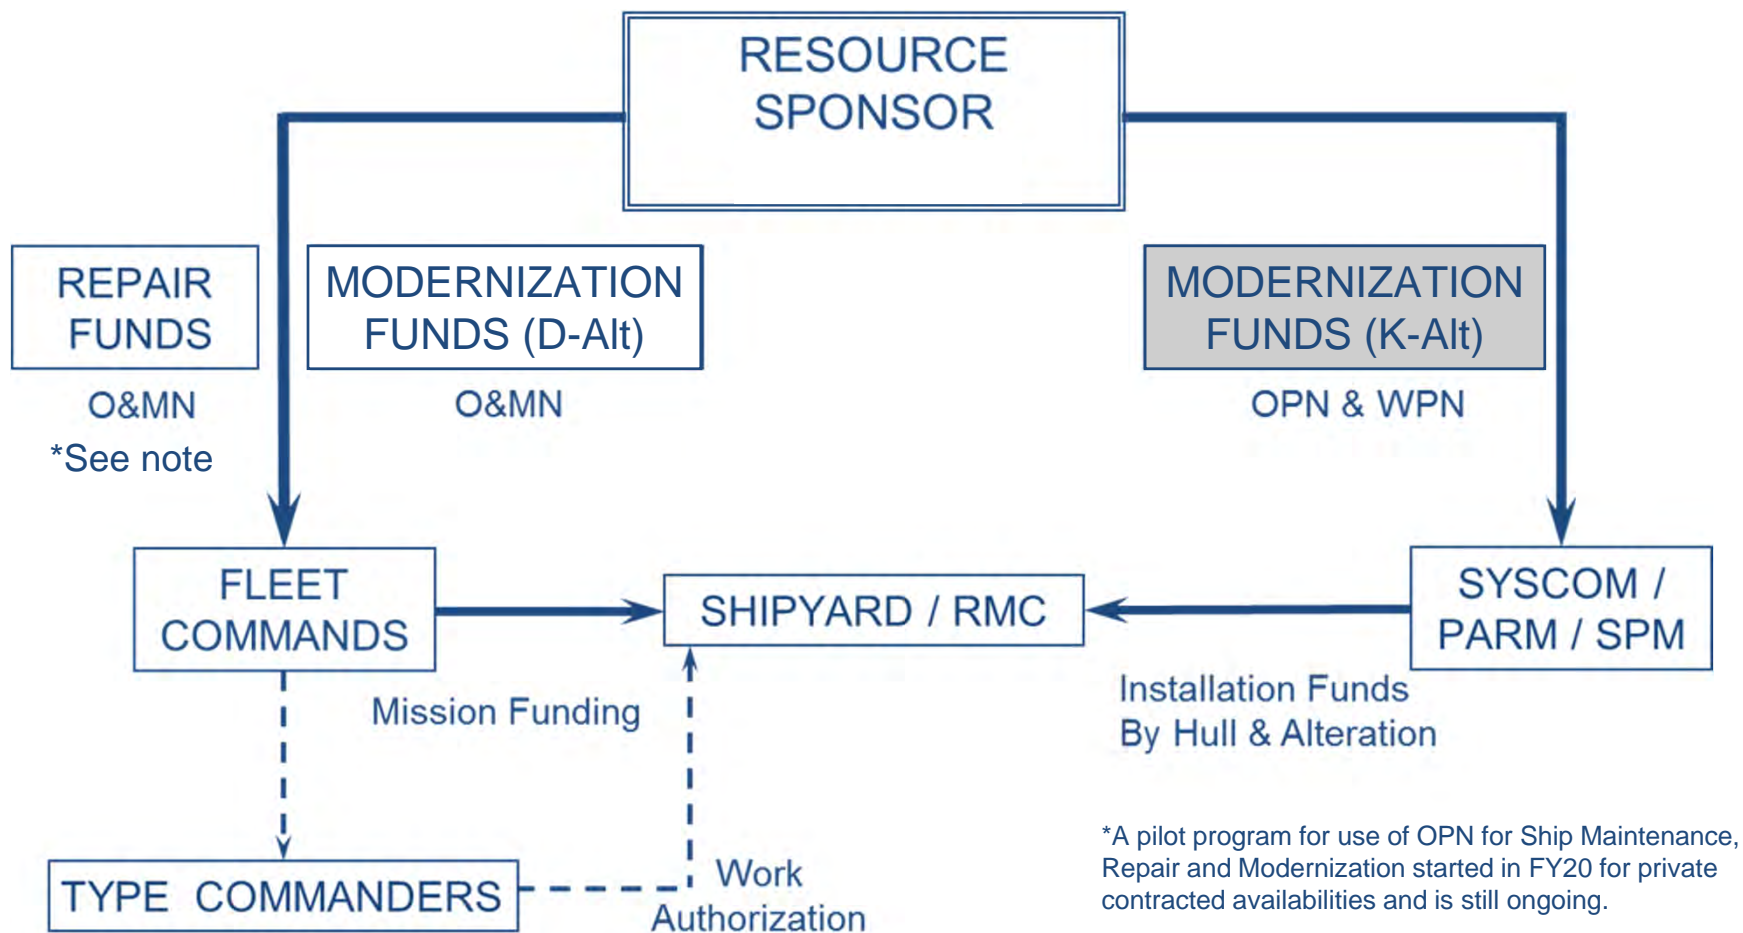 RESOURCE
SPONSOR
REPAIR
FUNDS
O&MN
*See note
MODERNIZATION
FUNDS (D-Alt)
O&MN
MODERNIZATION
FUNDS (K-Alt)
OPN & WPN
FLEET
COMMANDS
SHIPYARD / RMC
SYSCOM /
PARM / SPM
Mission Funding
Installation Funds
By Hull & Alteration
TYPE COMMANDERS
Work
Authorization
*A pilot program for use of OPN for Ship Maintenance,
Repair and Modernization started in FY20 for private
contracted availabilities and is still ongoing.